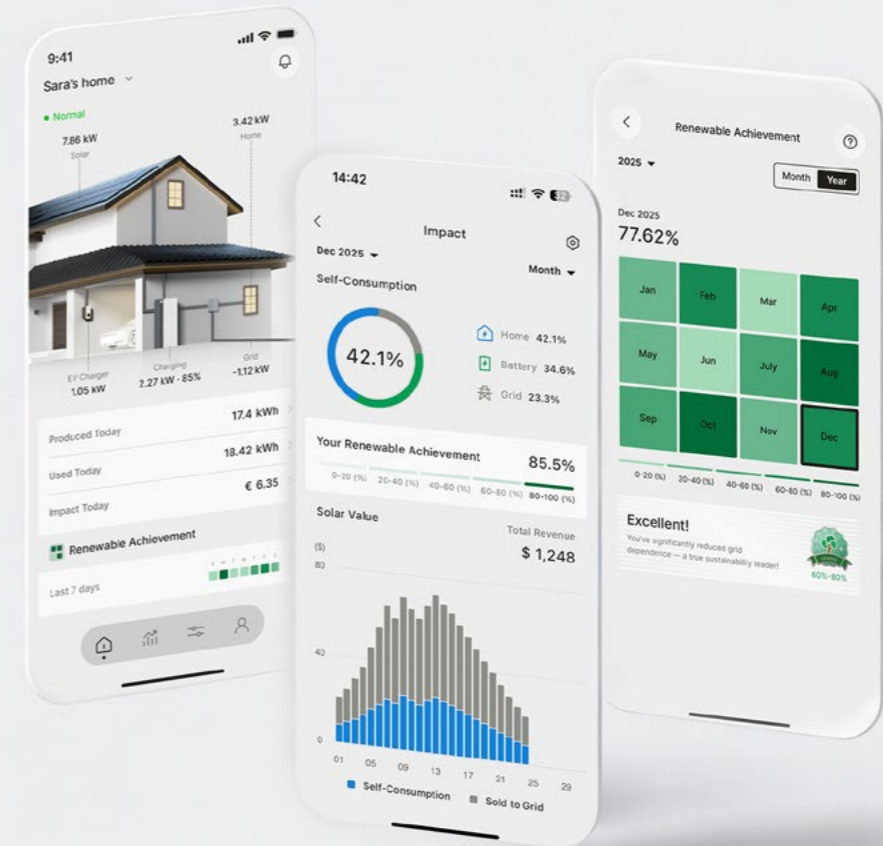 9:41
Sara's home
Normal
7.86 kW
Solar
3.42 kW
Home
EV Charger
1.05 kW
Charging
2.27 kW · 85%
Grid
-1.12 kW
Produced Today
17.4 kWh
Used Today
18.42 kWh
Impact Today
€ 6.35
Renewable Achievement
Last 7 days
14:42
Impact
Dec 2025
Month
Self-Consumption
42.1%
Home 42.1%
Battery 34.6%
Grid 23.3%
Your Renewable Achievement
85.5%
0-20 (%) 20-40 (%) 40-60 (%) 60-80 (%) 80-100 (%)
Solar Value
Total Revenue
$ 1,248
($)
80
40
0
01 05 09 13 17 21 25 29
Self-Consumption Sold to Grid
Renewable Achievement
2025
Month Year
Dec 2025
77.62%
Jan Feb Mar Apr
May Jun July Aug
Sep Oct Nov Dec
0-20 (%) 20-40 (%) 40-60 (%) 60-80 (%) 80-100 (%)
Excellent!
You've significantly reduced grid
dependence — a true sustainability leader!
60%-80%